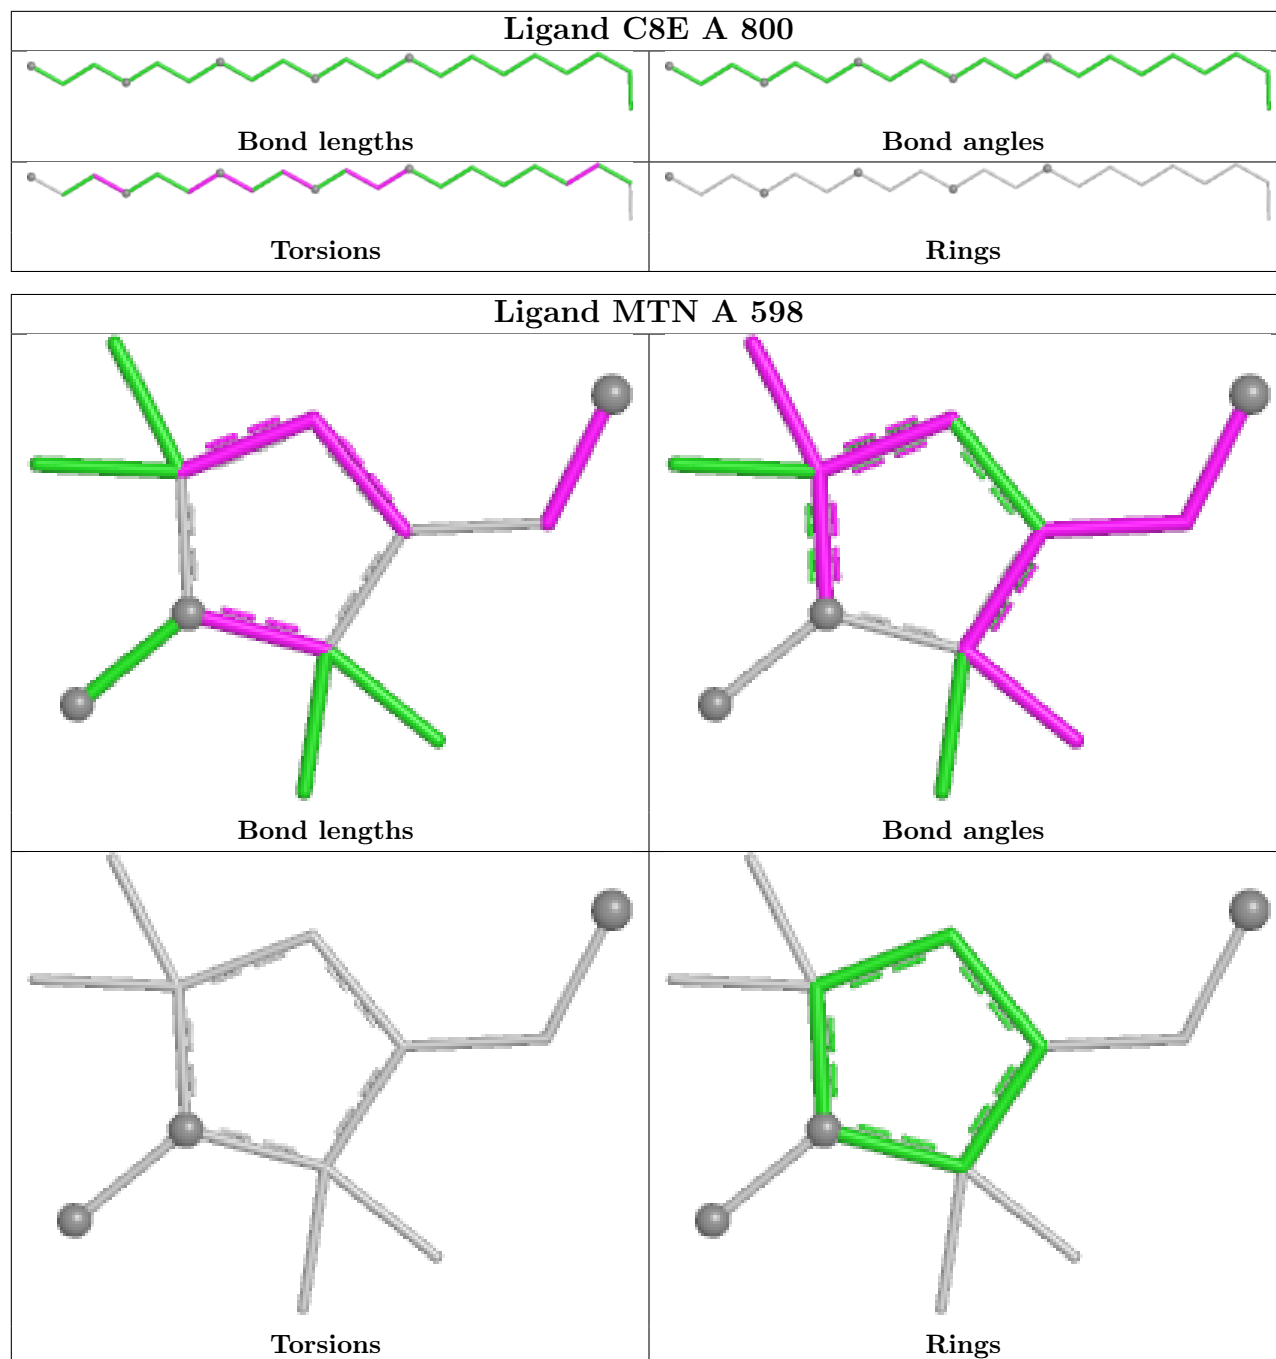 Ligand C8E A 800
Bond lengths
Bond angles
Torsions
Rings
Ligand MTN A 598
Bond lengths
Bond angles
Torsions
Rings